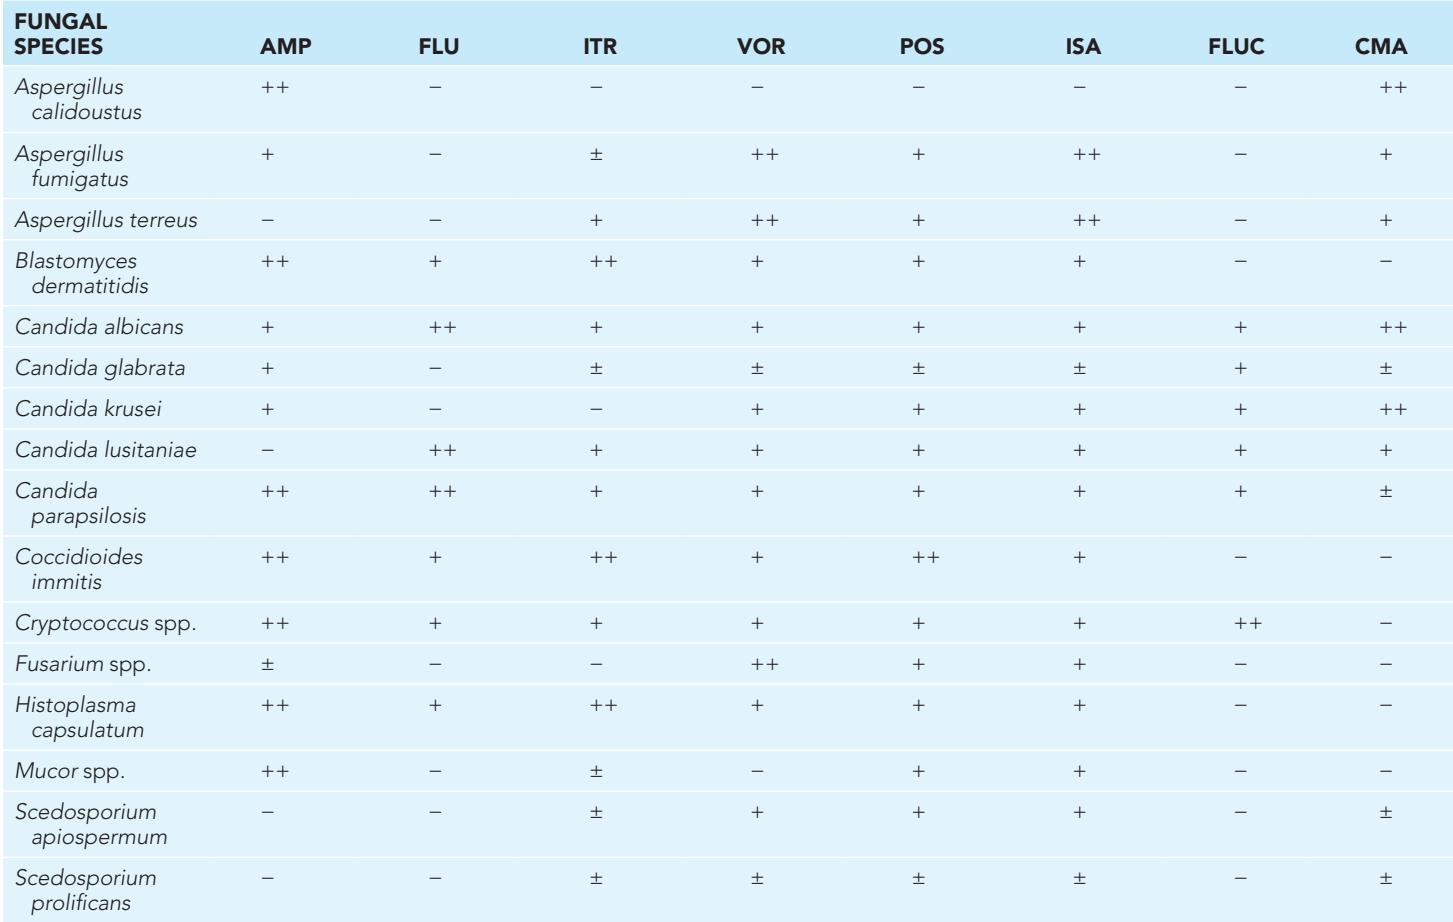 FUNGAL
SPECIES AMP FLU ITR VOR POS ISA FLUC CMA
Aspergillus ++ − − − − − − ++
calidoustus
Aspergillus + − ± ++ + ++ − +
fumigatus
Aspergillus terreus − − + ++ + ++ − +
Blastomyces ++ + ++ + + + − −
dermatitidis
Candida albicans + ++ + + + + + ++
Candida glabrata + − ± ± ± ± + ±
Candida krusei + − − + + + + ++
Candida lusitaniae − ++ + + + + + +
Candida ++ ++ + + + + + ±
parapsilosis
Coccidioides ++ + ++ + ++ + − −
immitis
Cryptococcus spp. ++ + + + + + ++ −
Fusarium spp. ± − − ++ + + − −
Histoplasma ++ + ++ + + + − −
capsulatum
Mucor spp. ++ − ± − + + − −
Scedosporium − − ± + + + − ±
apiospermum
Scedosporium − − ± ± ± ± − ±
prolificans